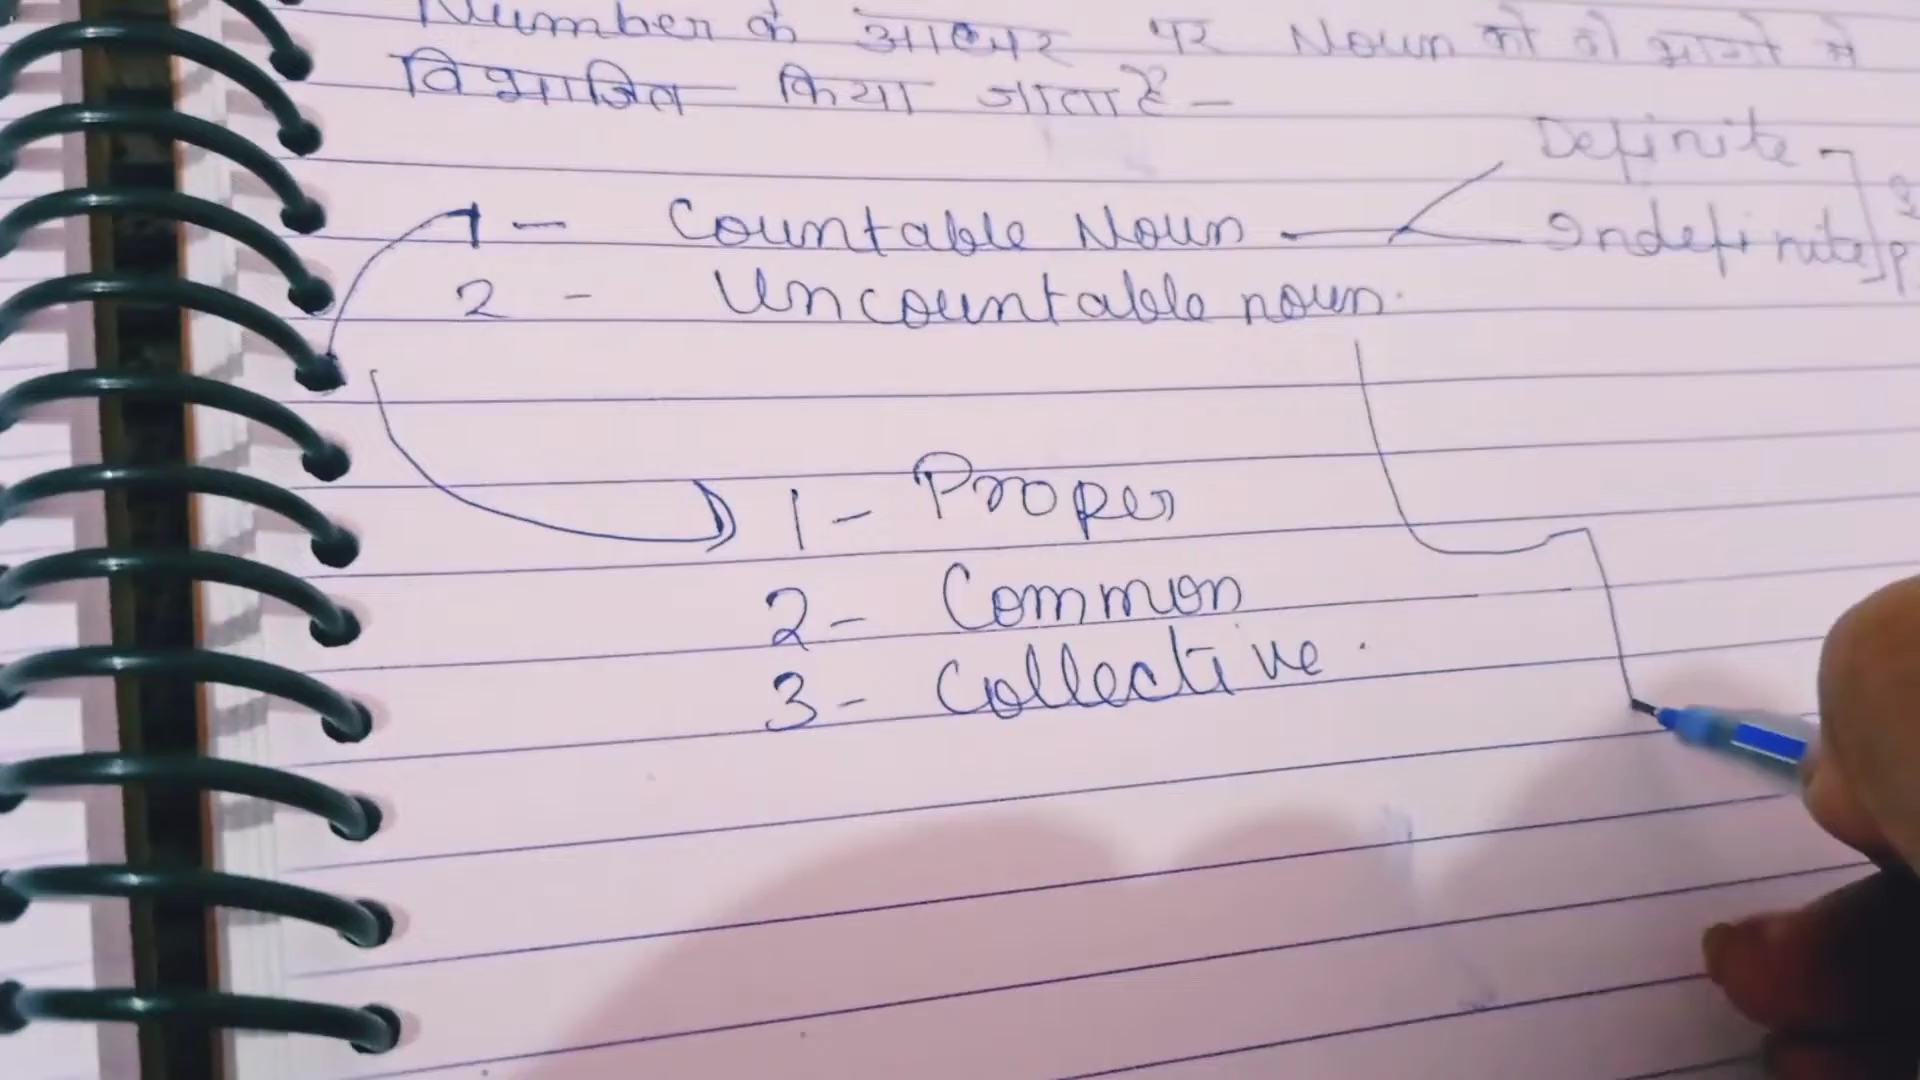 Number के आधार पर Noun को दो भागो मे
विभाजित किया जाता है -
Definite
1 - Countable Noun
Indefinite
2 - Uncountable noun.
1 - Proper
2 - Common
3 - Collective.